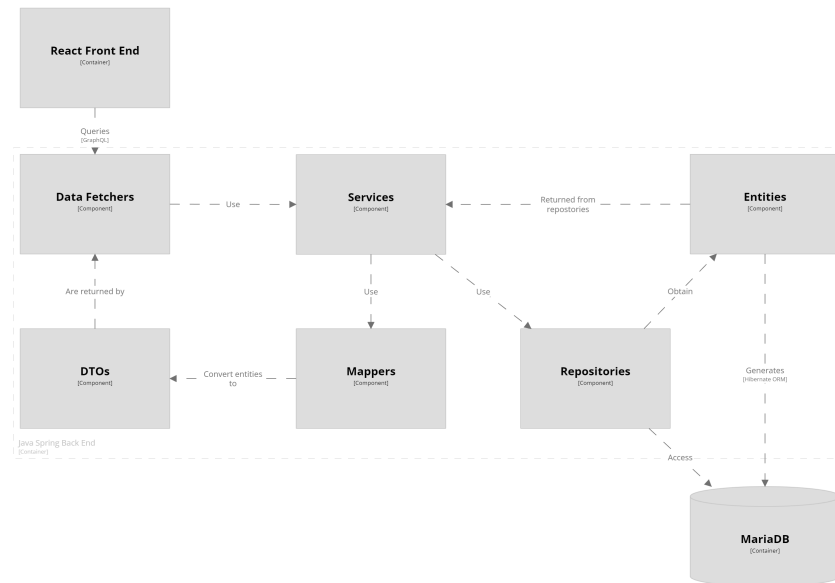 React Front End
[Container]
Queries
[GraphQL]
Data Fetchers
[Component]
Use
Services
[Component]
Returned from
repostories
Entities
[Component]
Are returned by
Use
Use
Obtain
DTOs
[Component]
Convert entities
to
Mappers
[Component]
Repositories
[Component]
Generates
[Hibernate ORM]
Java Spring Back End
[Container]
Access
MariaDB
[Container]